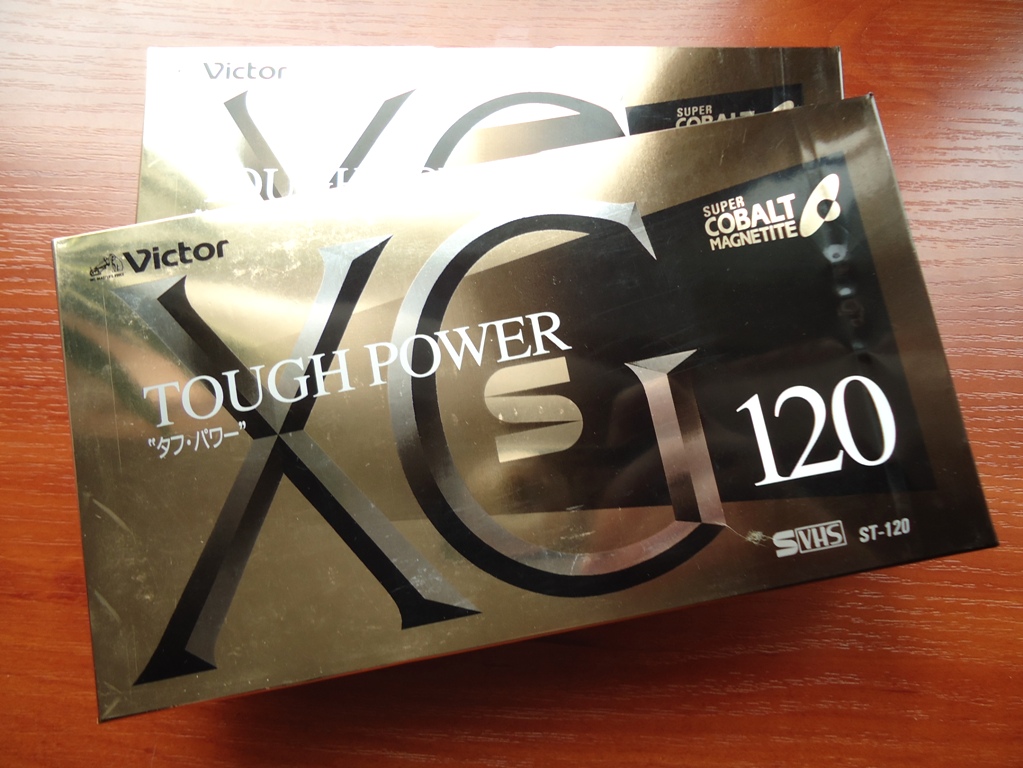 Victor
XG
SUPER
COBALT
Victor
XG
SUPER
COBALT
MAGNETITE
TOUGH POWER
"タフ・パワー"
S
120
S VHS ST-120